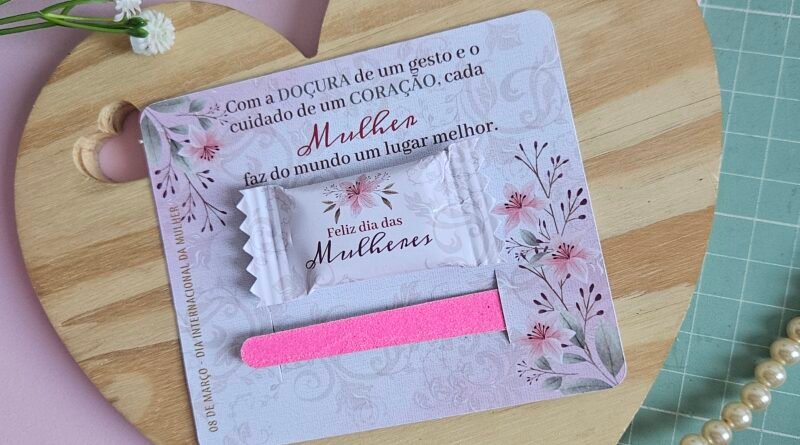 Com a DOÇURA de um gesto e o
cuidado de um CORAÇÃO, cada
Mulher
faz do mundo um lugar melhor.
Feliz dia das
Mulheres
08 DE MARÇO - DIA INTERNACIONAL DA MULHER